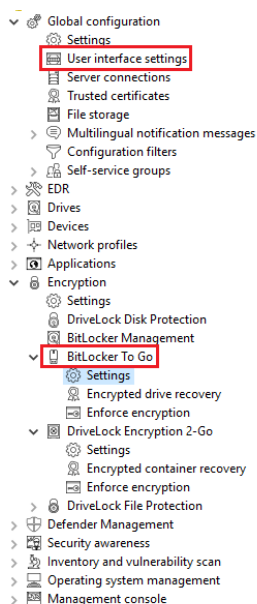 Global configuration
Settings
User interface settings
Server connections
Trusted certificates
File storage
Multilingual notification messages
Configuration filters
Self-service groups
EDR
Drives
Devices
Network profiles
Applications
Encryption
Settings
DriveLock Disk Protection
BitLocker Management
BitLocker To Go
Settings
Encrypted drive recovery
Enforce encryption
DriveLock Encryption 2-Go
Settings
Encrypted container recovery
Enforce encryption
DriveLock File Protection
Defender Management
Security awareness
Inventory and vulnerability scan
Operating system management
Management console